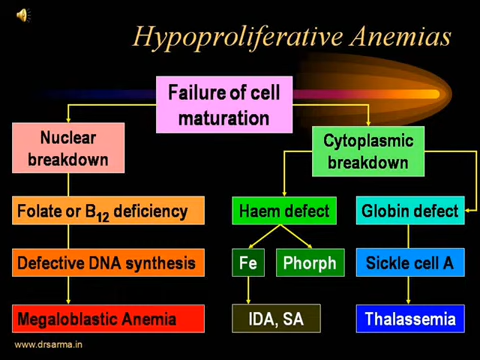 Hypoproliferative Anemias
Failure of cell
maturation
Nuclear
breakdown
Cytoplasmic
breakdown
Folate or B12 deficiency
Haem defect
Globin defect
Defective DNA synthesis
Fe
Phorph
Sickle cell A
Megaloblastic Anemia
IDA, SA
Thalassemia
www.drsarma.in